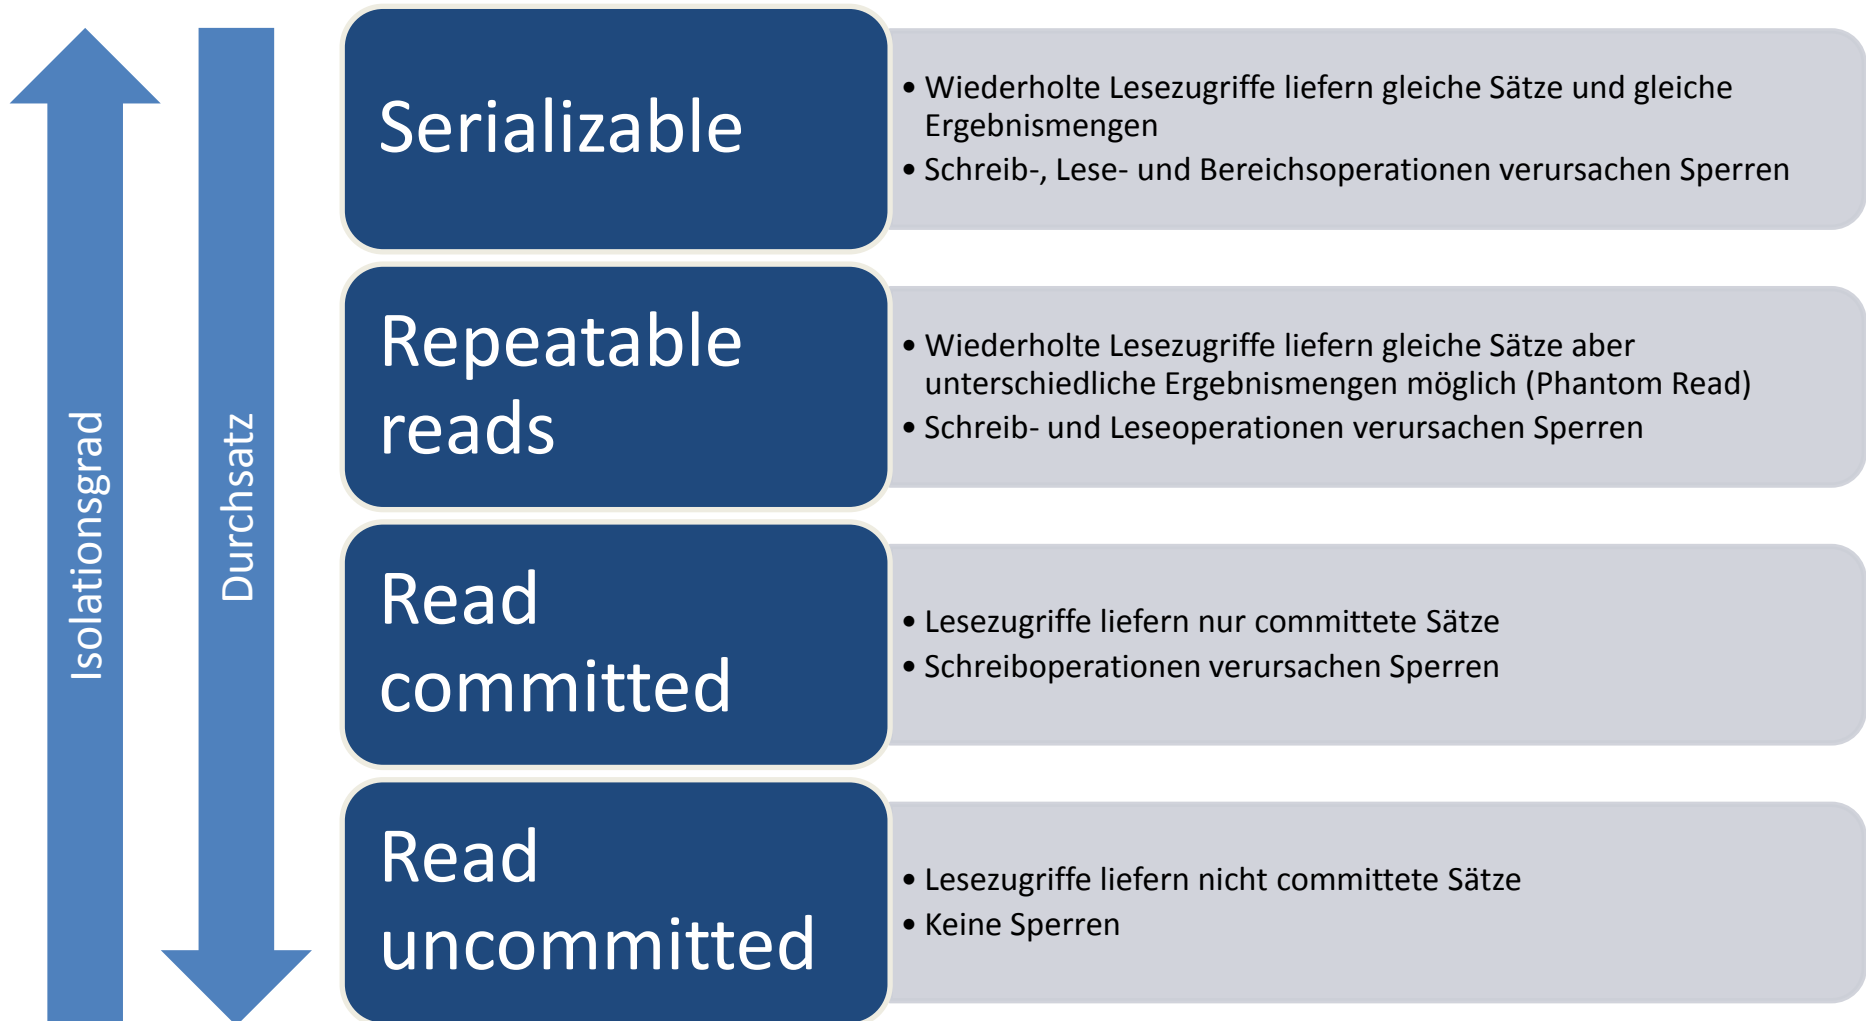 Isolationsgrad
Durchsatz
Serializable
• Wiederholte Lesezugriffe liefern gleiche Sätze und gleiche
Ergebnismengen
• Schreib-, Lese- und Bereichsoperationen verursachen Sperren
Repeatable
reads
• Wiederholte Lesezugriffe liefern gleiche Sätze aber
unterschiedliche Ergebnismengen möglich (Phantom Read)
• Schreib- und Leseoperationen verursachen Sperren
Read
committed
• Lesezugriffe liefern nur committete Sätze
• Schreiboperationen verursachen Sperren
Read
uncommitted
• Lesezugriffe liefern nicht committete Sätze
• Keine Sperren